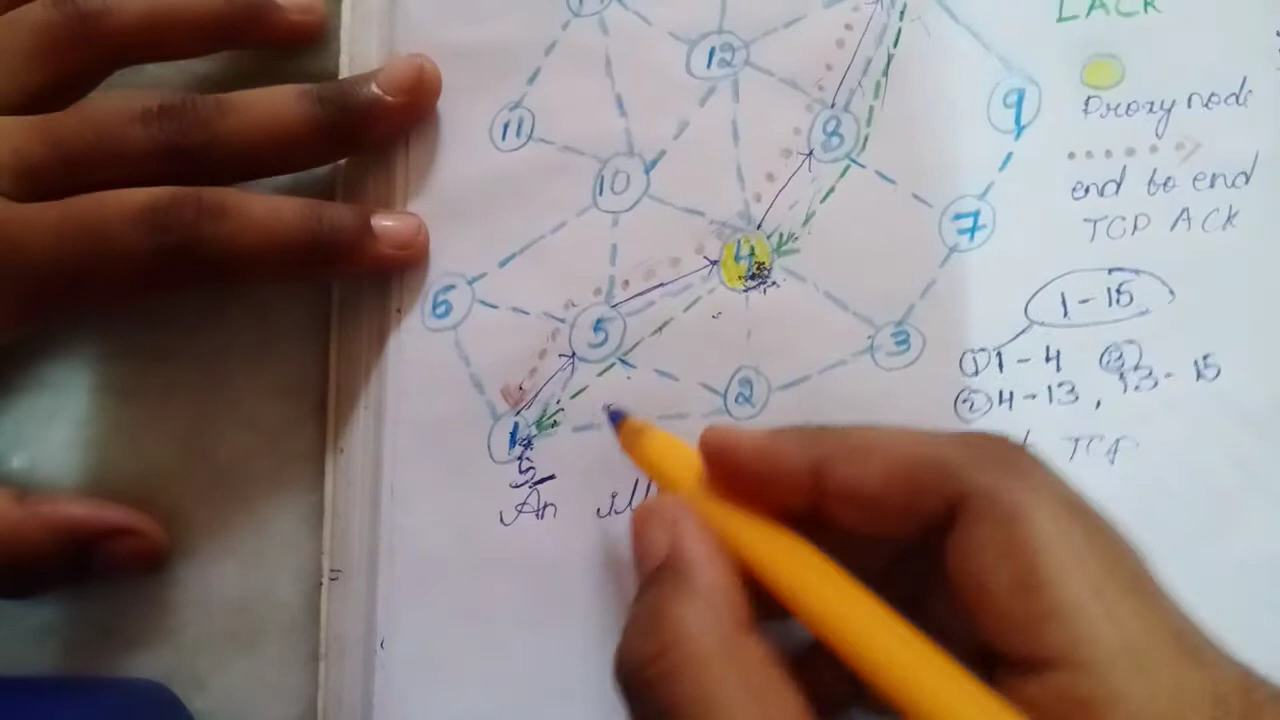 LACK
12
9
Proxy node
8
11
10
end to end
TCP ACK
7
4
6
1-15
5
3
① 1-4 ③ 13-15
② 4-13,
2
1
TCP
S
An ill